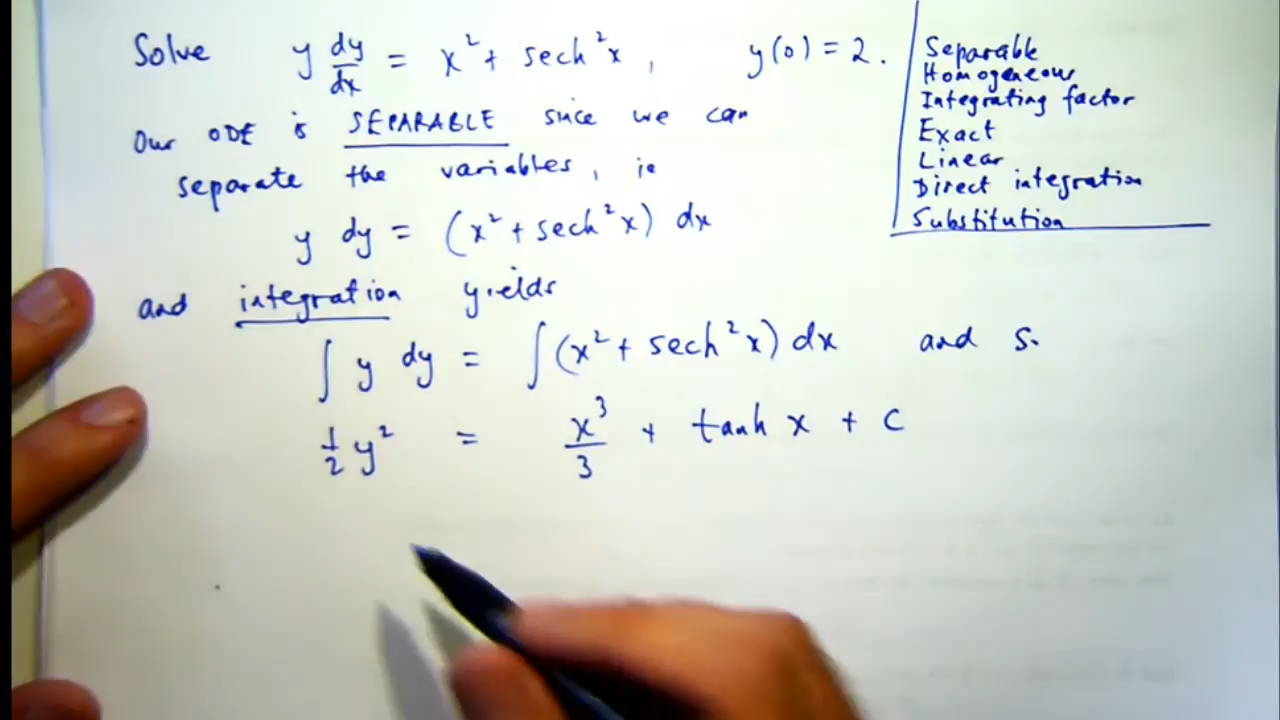 Solve y dy/dx = x² + sech²x, y(0) = 2.
Our ODE is SEPARABLE since we can
separate the variables, ie
y dy = (x² + sech²x) dx
and integration yields
∫ y dy = ∫(x² + sech²x) dx and so
½y² = x³/3 + tanh x + c
Separable
Homogeneous
Integrating factor
Exact
Linear
Direct integration
Substitution